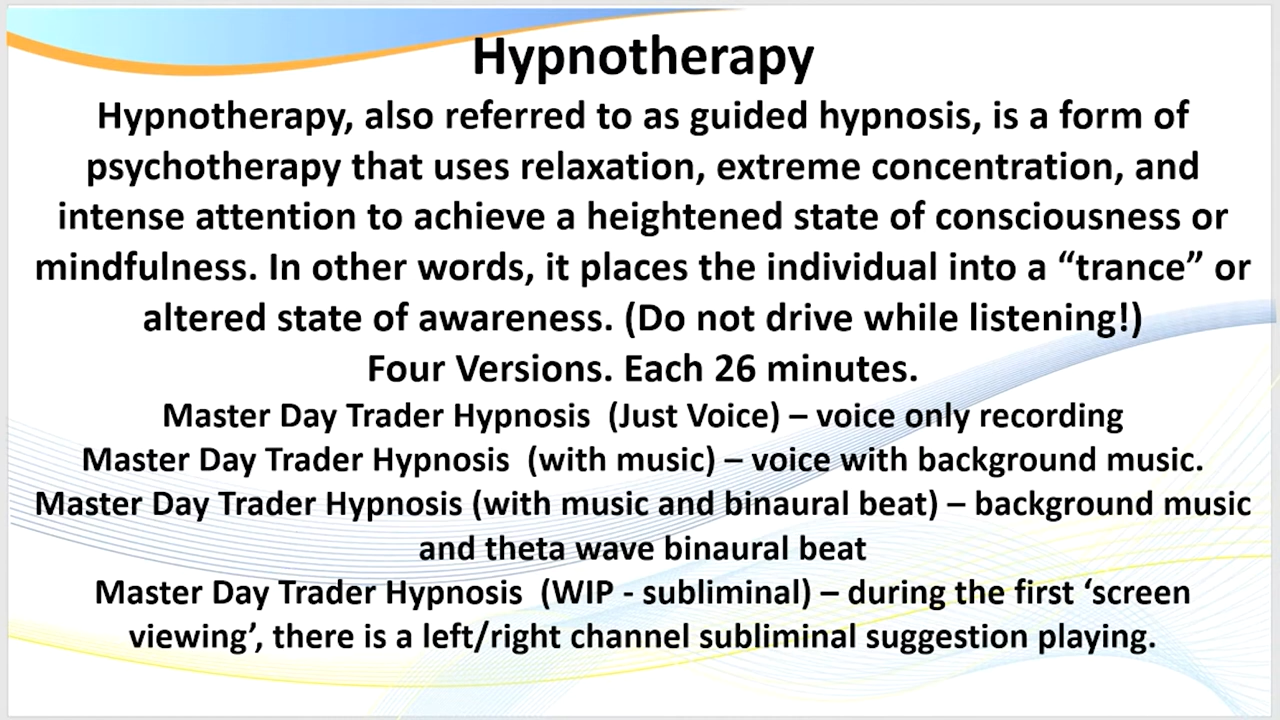 Hypnotherapy
Hypnotherapy, also referred to as guided hypnosis, is a form of
psychotherapy that uses relaxation, extreme concentration, and
intense attention to achieve a heightened state of consciousness or
mindfulness. In other words, it places the individual into a “trance” or
altered state of awareness. (Do not drive while listening!)
Four Versions. Each 26 minutes.
Master Day Trader Hypnosis  (Just Voice) – voice only recording
Master Day Trader Hypnosis  (with music) – voice with background music.
Master Day Trader Hypnosis (with music and binaural beat) – background music
and theta wave binaural beat
Master Day Trader Hypnosis  (WIP - subliminal) – during the first ‘screen
viewing’, there is a left/right channel subliminal suggestion playing.